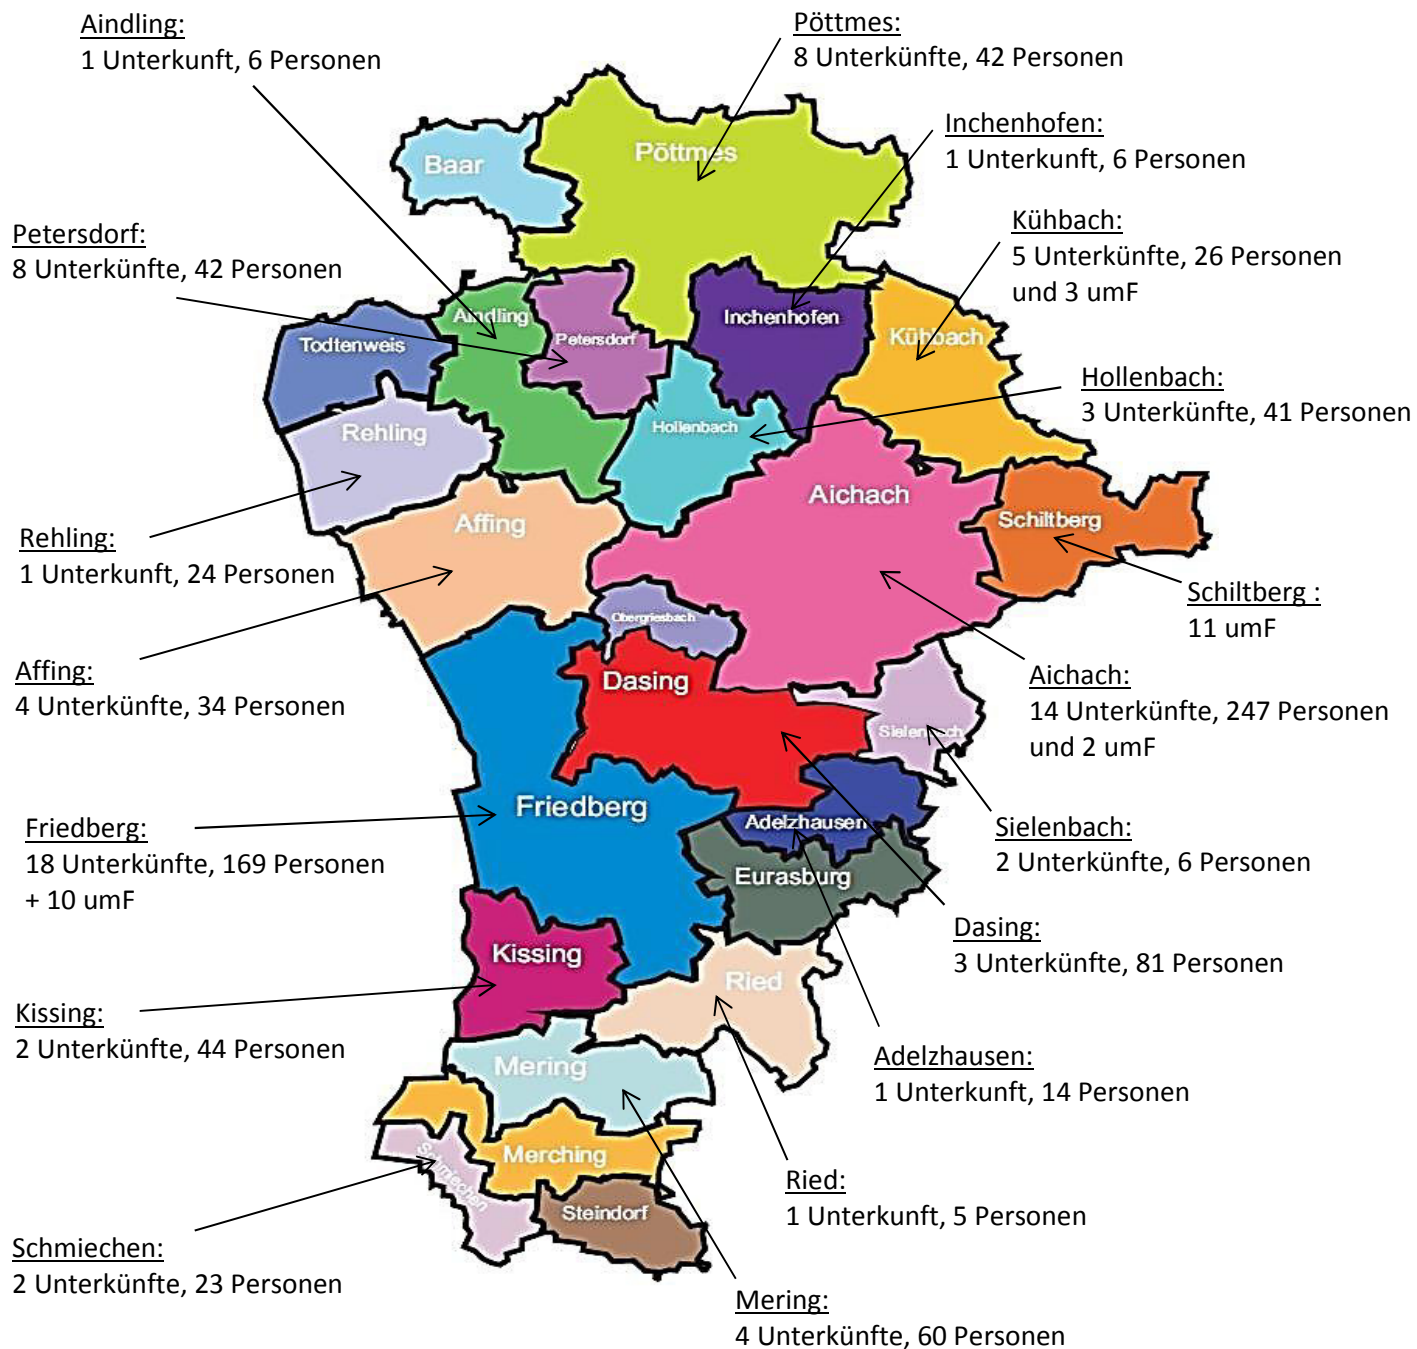 Aindling:
1 Unterkunft, 6 Personen
Pöttmes:
8 Unterkünfte, 42 Personen
Inchenhofen:
1 Unterkunft, 6 Personen
Petersdorf:
8 Unterkünfte, 42 Personen
Kühbach:
5 Unterkünfte, 26 Personen
und 3 umF
Hollenbach:
3 Unterkünfte, 41 Personen
Rehling:
1 Unterkunft, 24 Personen
Schiltberg :
11 umF
Affing:
4 Unterkünfte, 34 Personen
Aichach:
14 Unterkünfte, 247 Personen
und 2 umF
Friedberg:
18 Unterkünfte, 169 Personen
+ 10 umF
Sielenbach:
2 Unterkünfte, 6 Personen
Dasing:
3 Unterkünfte, 81 Personen
Kissing:
2 Unterkünfte, 44 Personen
Adelzhausen:
1 Unterkunft, 14 Personen
Ried:
1 Unterkunft, 5 Personen
Schmiechen:
2 Unterkünfte, 23 Personen
Mering:
4 Unterkünfte, 60 Personen
Baar
Pöttmes
Aindling
Petersdorf
Inchenhofen
Kühbach
Todtenweis
Rehling
Hollenbach
Affing
Aichach
Schiltberg
Obergriesbach
Dasing
Sielenbach
Friedberg
Adelzhausen
Eurasburg
Kissing
Ried
Mering
Merching
Schmiechen
Steindorf